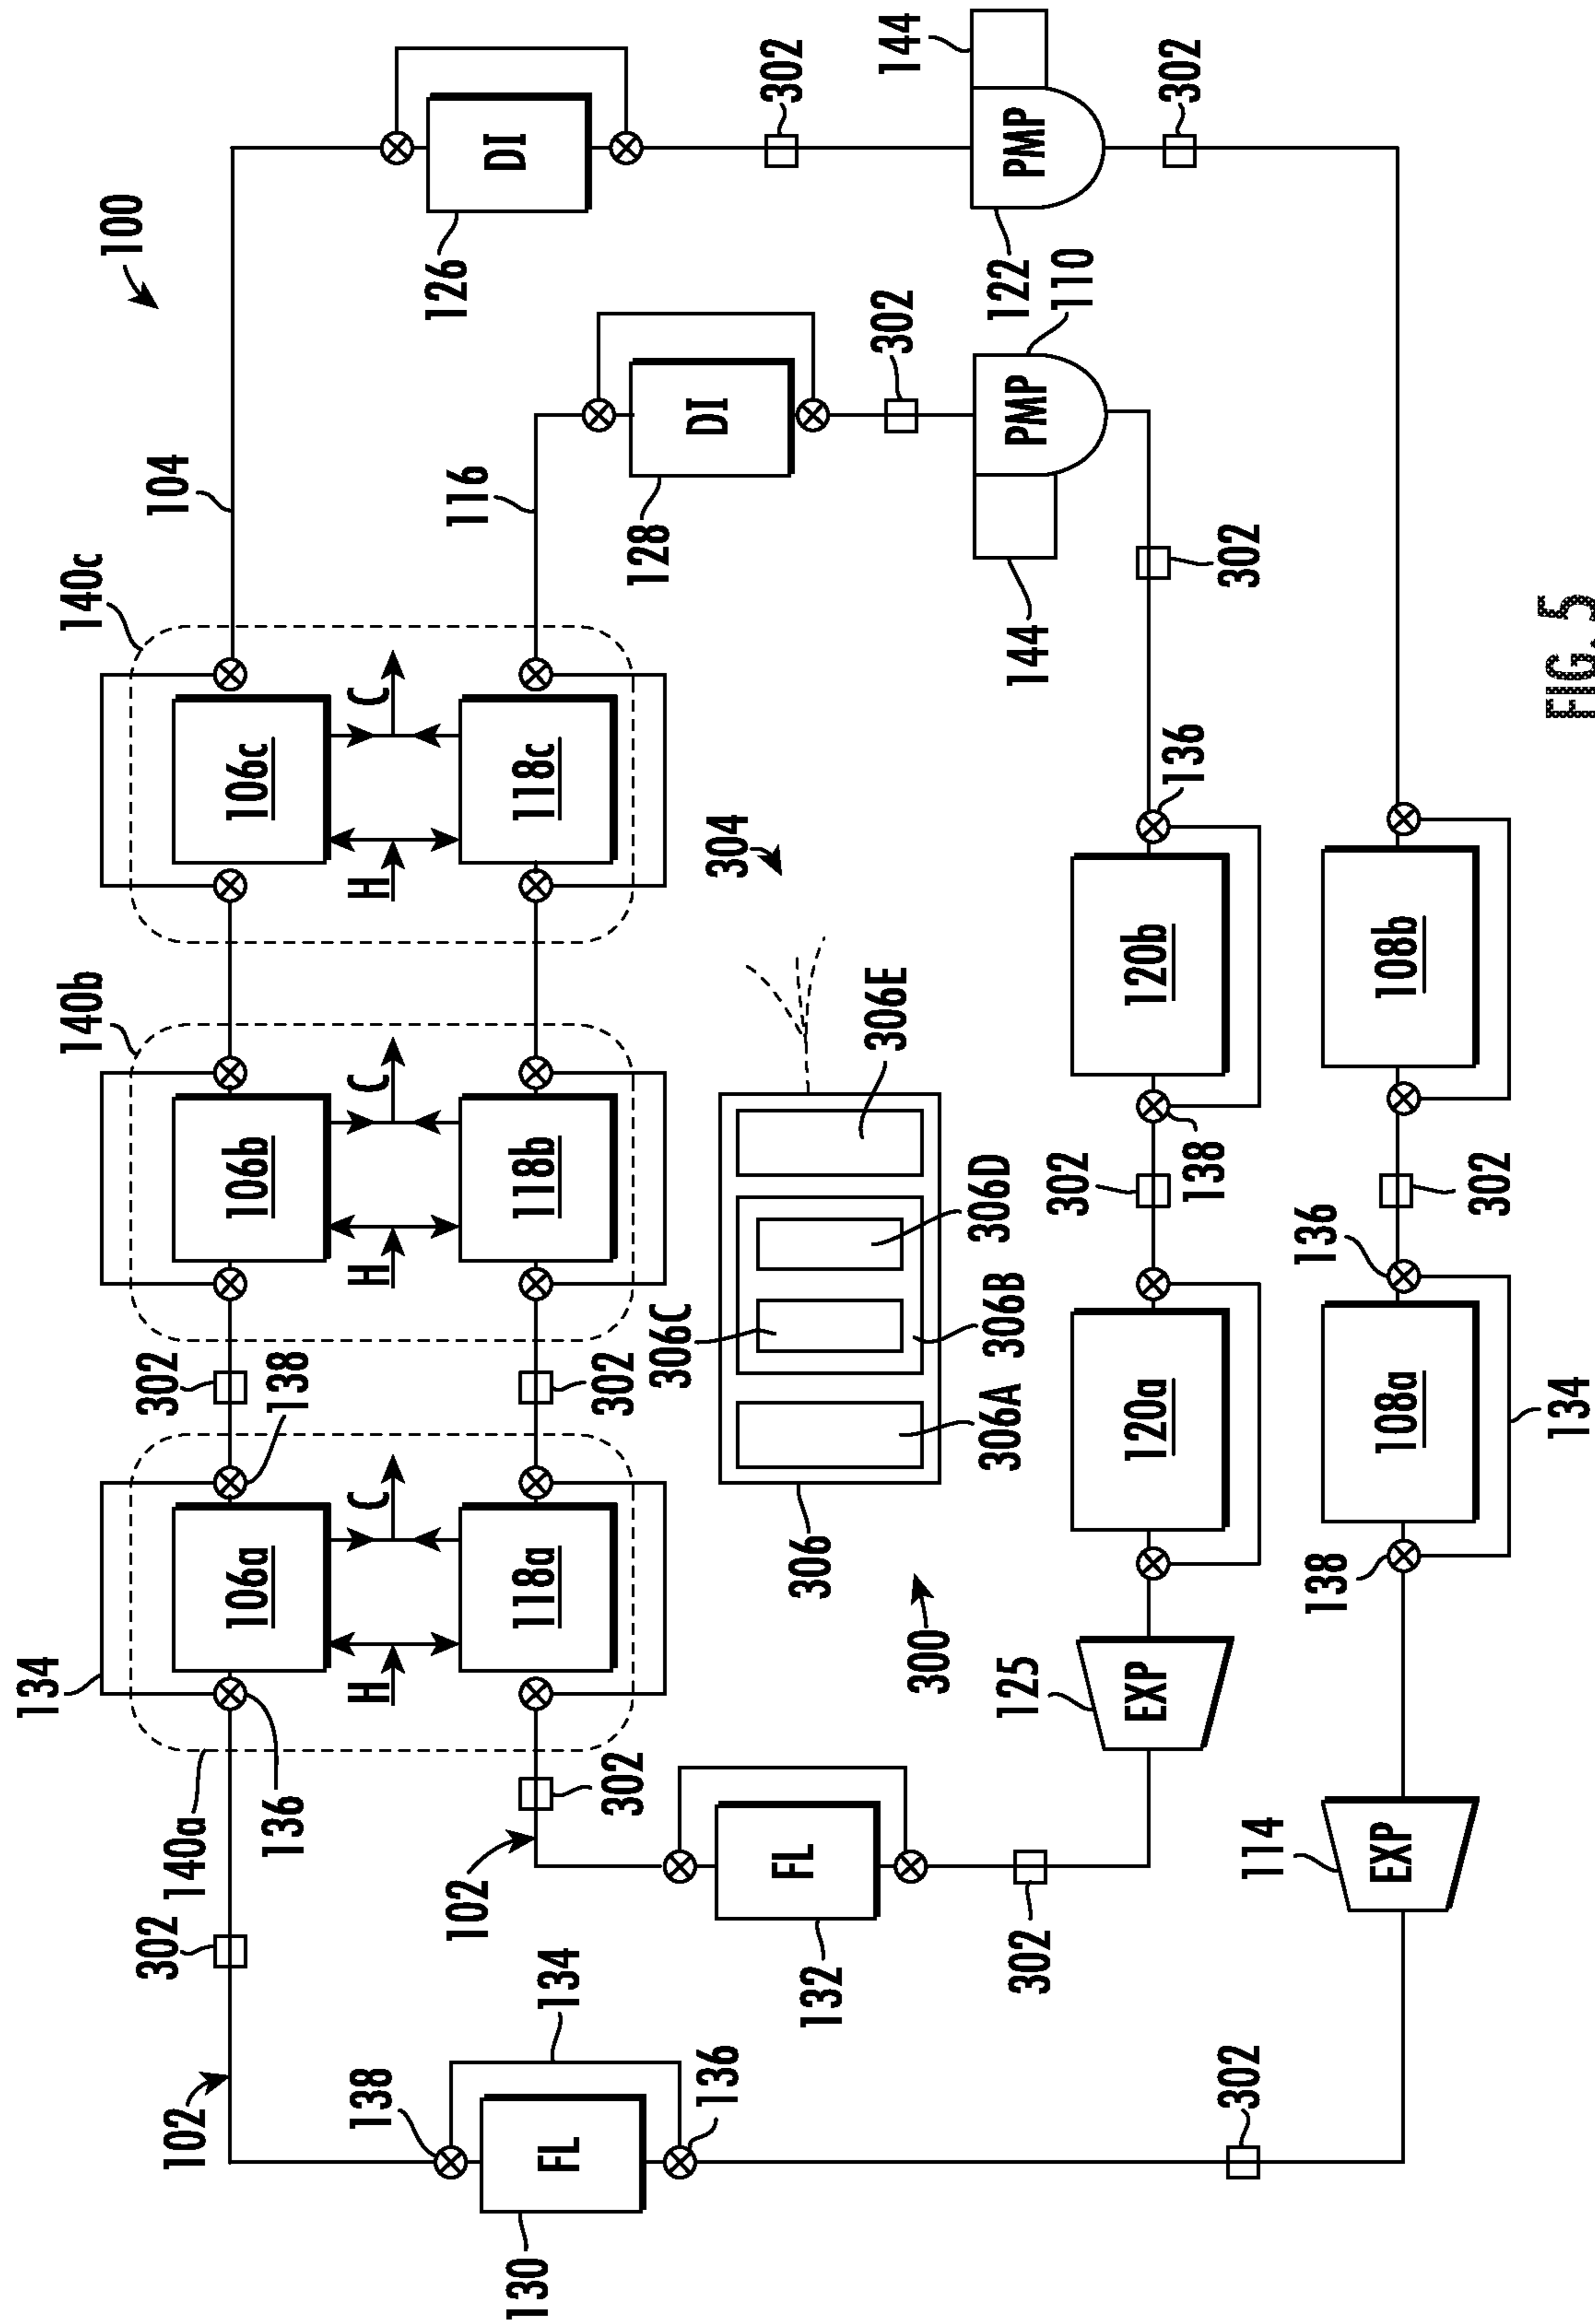 134
140b
140c
100
302
302
104
102
140a
106a
106b
106c
136
138
138
H
C
H
C
H
C
102
116
126
DI
130
118a
118b
118c
FL
134
302
302
128
306C
DI
136
304
302
FL
306
132
306E
302
144
300
306D
306A
306B
122
125
144
PMP
PMP
302
302
110
EXP
120a
120b
136
302
138
302
302
114
138
136
EXP
108a
108b
302
134
FIG. 5